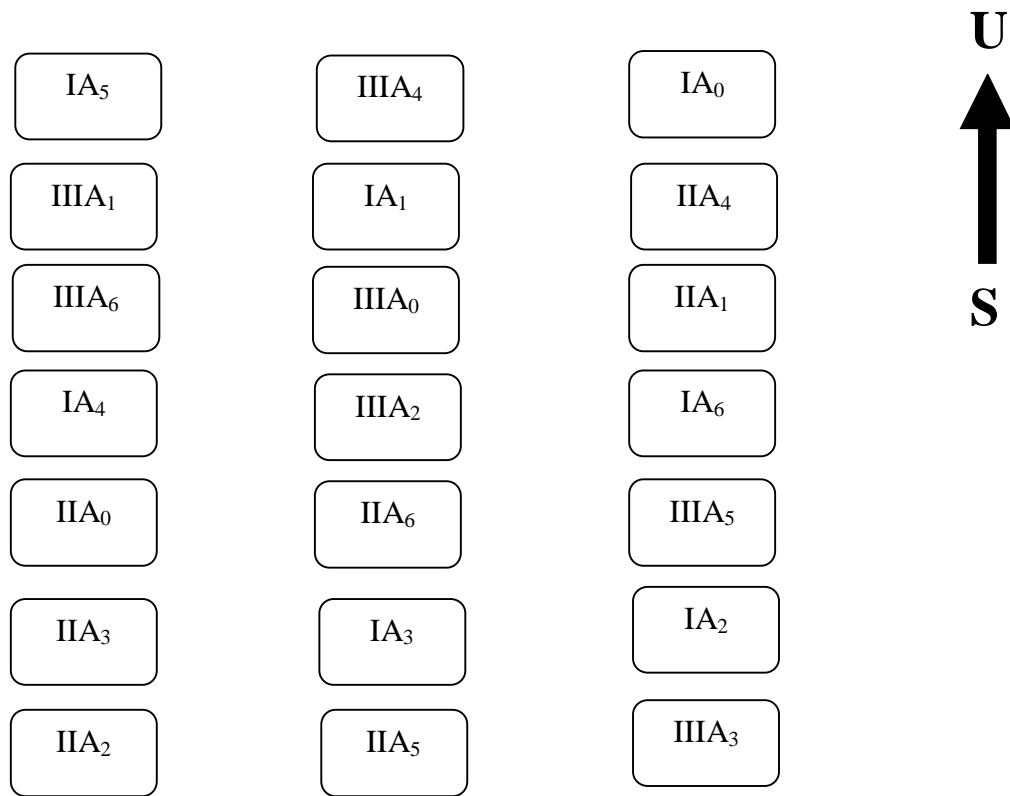 U
IA₅ IIIA₄ IA₀
IIIA₁ IA₁ IIA₄
IIIA₆ IIIA₀ IIA₁
S
IA₄ IIIA₂ IA₆
IIA₀ IIA₆ IIIA₅
IIA₃ IA₃ IA₂
IIA₂ IIA₅ IIIA₃